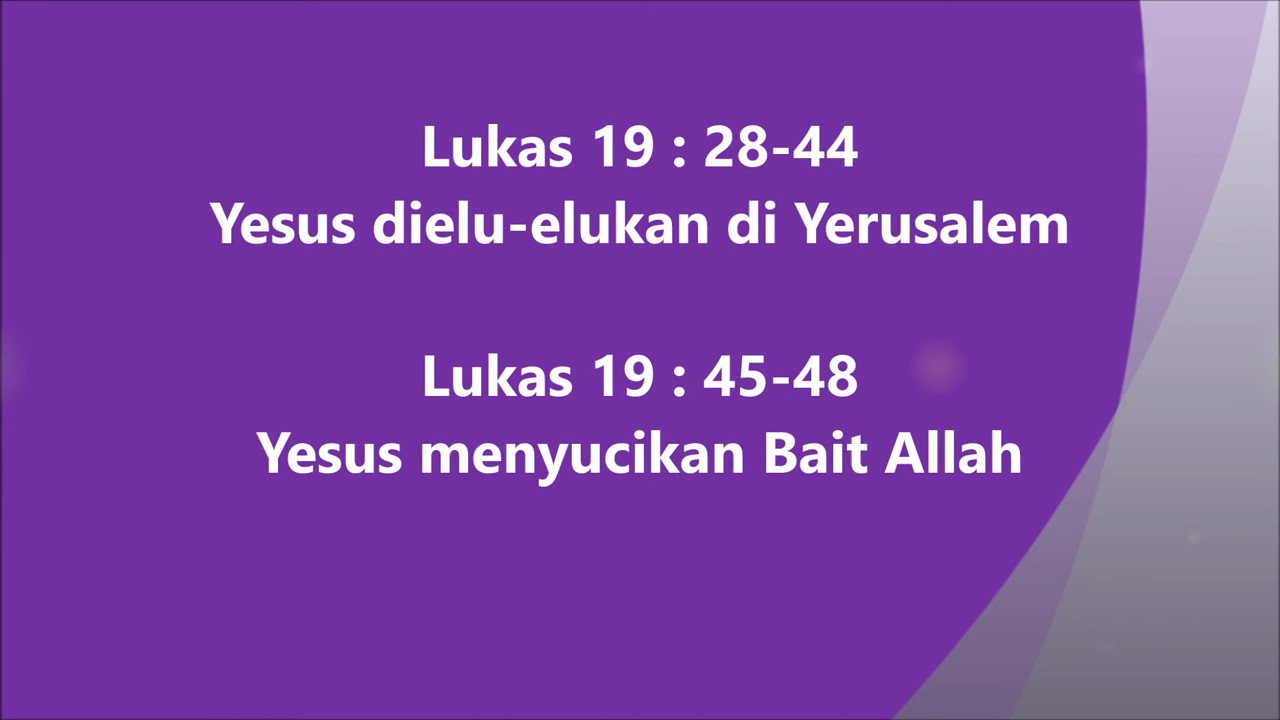 Lukas 19 : 28-44
Yesus dielu-elukan di Yerusalem
Lukas 19 : 45-48
Yesus menyucikan Bait Allah